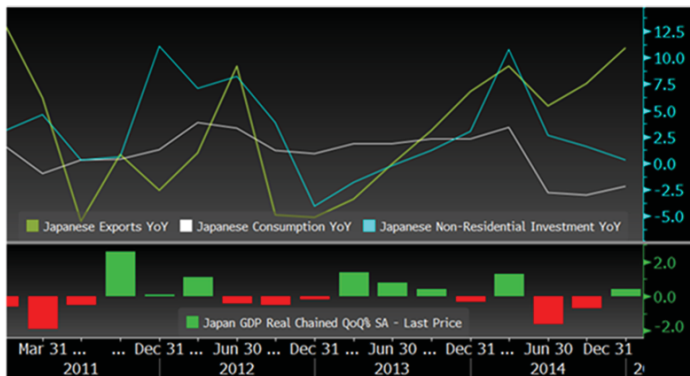 12.5
10.0
7.5
5.0
2.5
0.0
-2.5
-5.0
Japanese Exports YoY Japanese Consumption YoY Japanese Non-Residential Investment YoY
2.0
0.0
-2.0
Japan GDP Real Chained QoQ% SA - Last Price
Mar 31 ... ... Dec 31 ... Jun 30 ... Dec 31 ... Jun 30 ... Dec 31 ... Jun 30 Dec 31
2011 2012 2013 2014 20